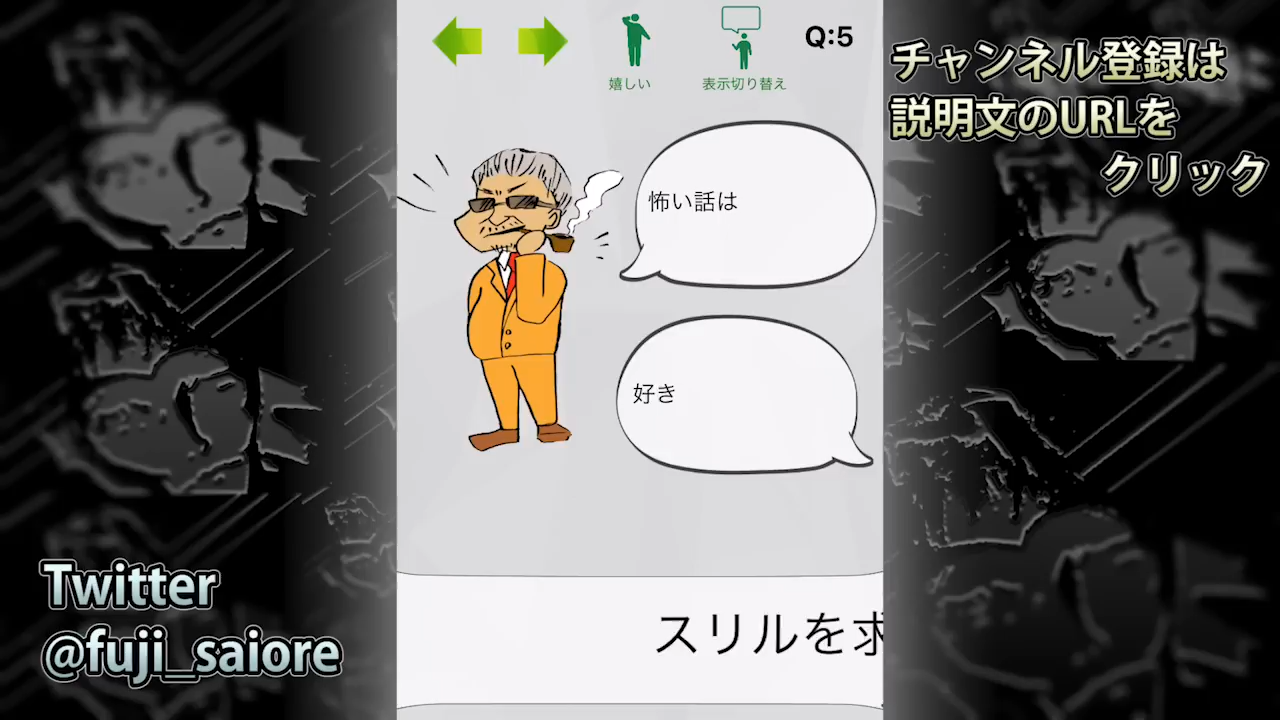 嬉しい
表示切り替え
Q:5
チャンネル登録は
説明文のURLを
クリック
怖い話は
好き
スリルを求
Twitter
@fuji_saiore